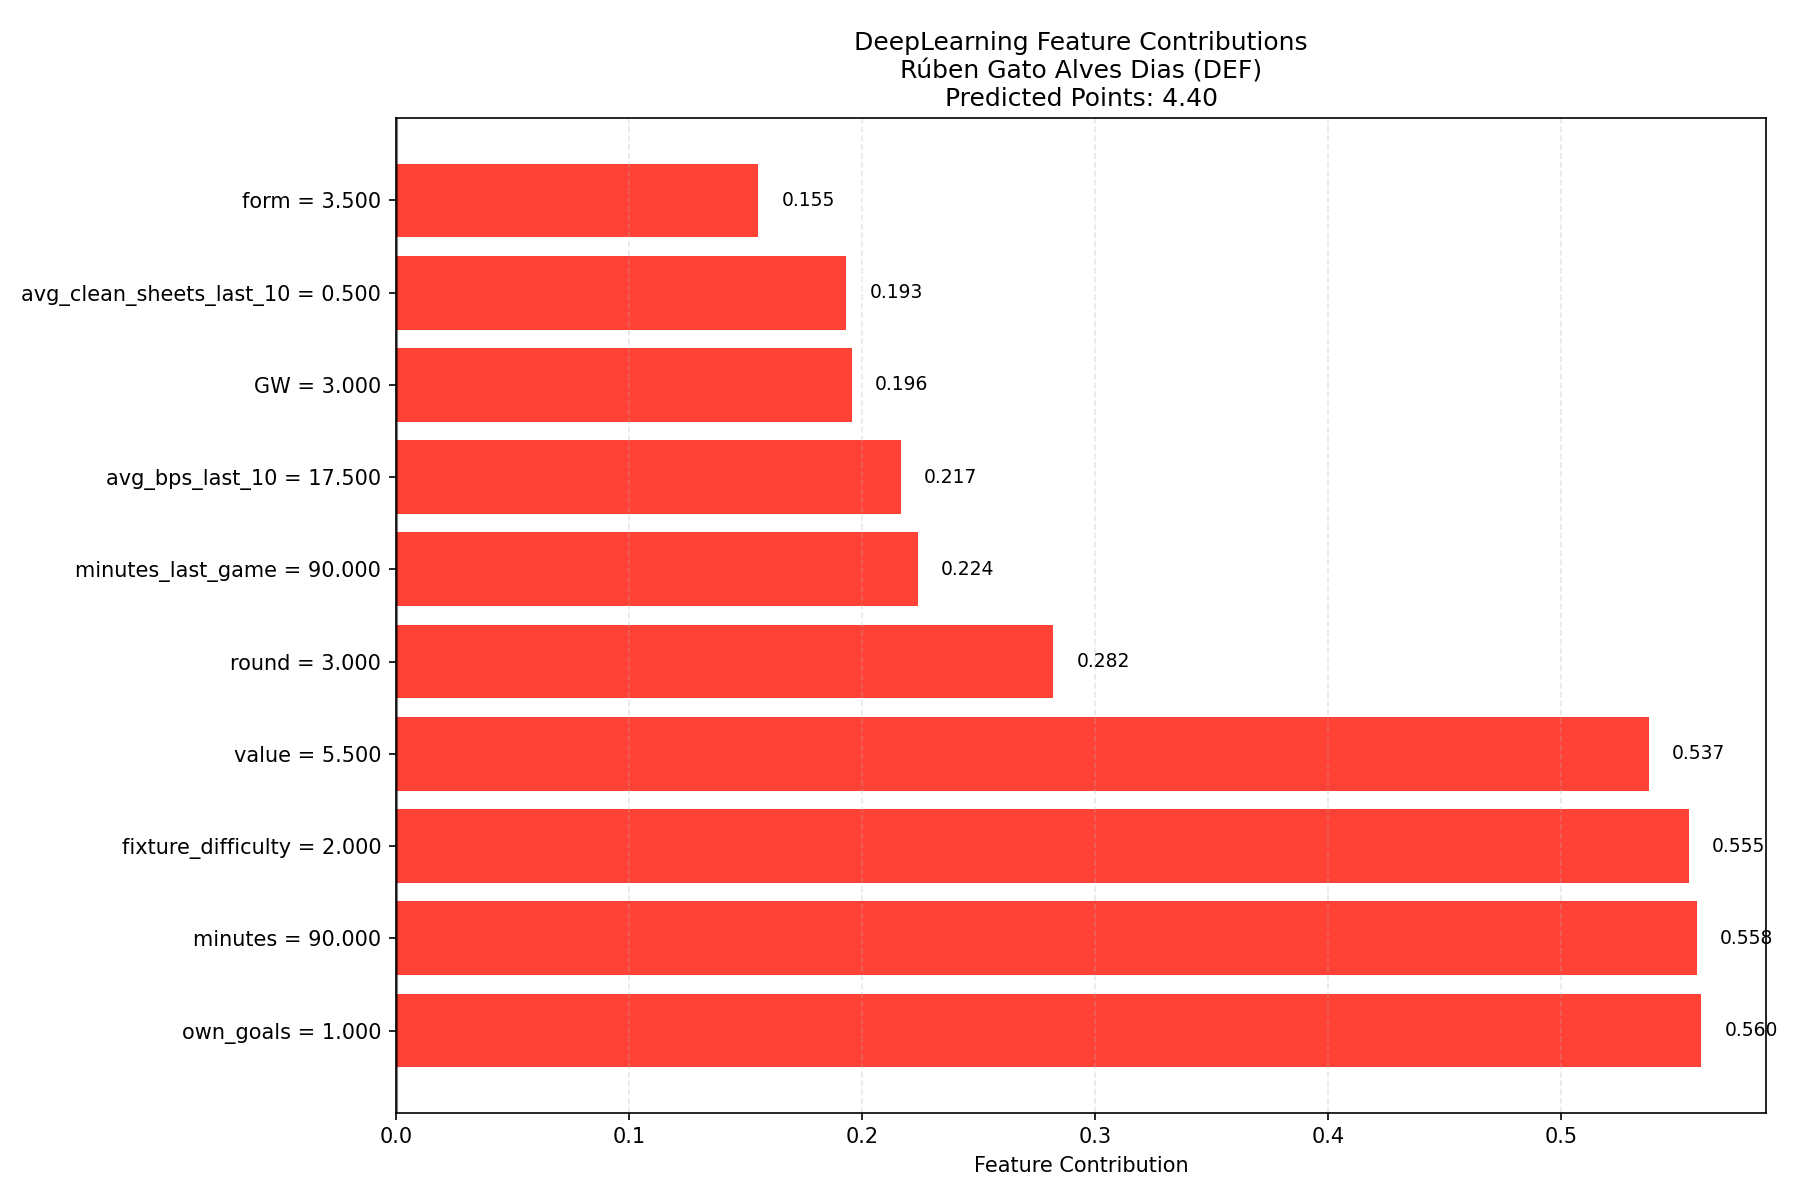 DeepLearning Feature Contributions
Rúben Gato Alves Dias (DEF)
Predicted Points: 4.40
form = 3.500 0.155
avg_clean_sheets_last_10 = 0.500 0.193
GW = 3.000 0.196
avg_bps_last_10 = 17.500 0.217
minutes_last_game = 90.000 0.224
round = 3.000 0.282
value = 5.500 0.537
fixture_difficulty = 2.000 0.555
minutes = 90.000 0.558
own_goals = 1.000 0.560
0.0 0.1 0.2 0.3 0.4 0.5
Feature Contribution